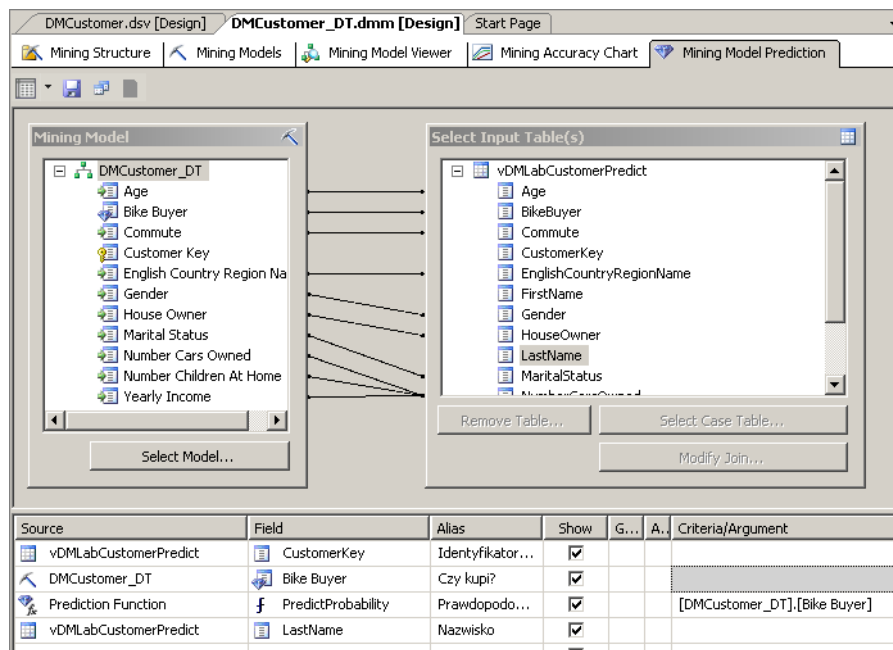 DMCustomer.dsv [Design] DMCustomer_DT.dmm [Design] Start Page
Mining Structure Mining Models Mining Model Viewer Mining Accuracy Chart Mining Model Prediction
Mining Model
DMCustomer_DT
Age
Bike Buyer
Commute
Customer Key
English Country Region Na
Gender
House Owner
Marital Status
Number Cars Owned
Number Children At Home
Yearly Income
Select Model...
Select Input Table(s)
vDMLabCustomerPredict
Age
BikeBuyer
Commute
CustomerKey
EnglishCountryRegionName
FirstName
Gender
HouseOwner
LastName
MaritalStatus
NumberCarsOwned
Remove Table... Select Case Table...
Modify Join...
Source Field Alias Show G... A.. Criteria/Argument
vDMLabCustomerPredict CustomerKey Identyfikator...
DMCustomer_DT Bike Buyer Czy kupi?
Prediction Function PredictProbability Prawdopodo... [DMCustomer_DT].[Bike Buyer]
vDMLabCustomerPredict LastName Nazwisko